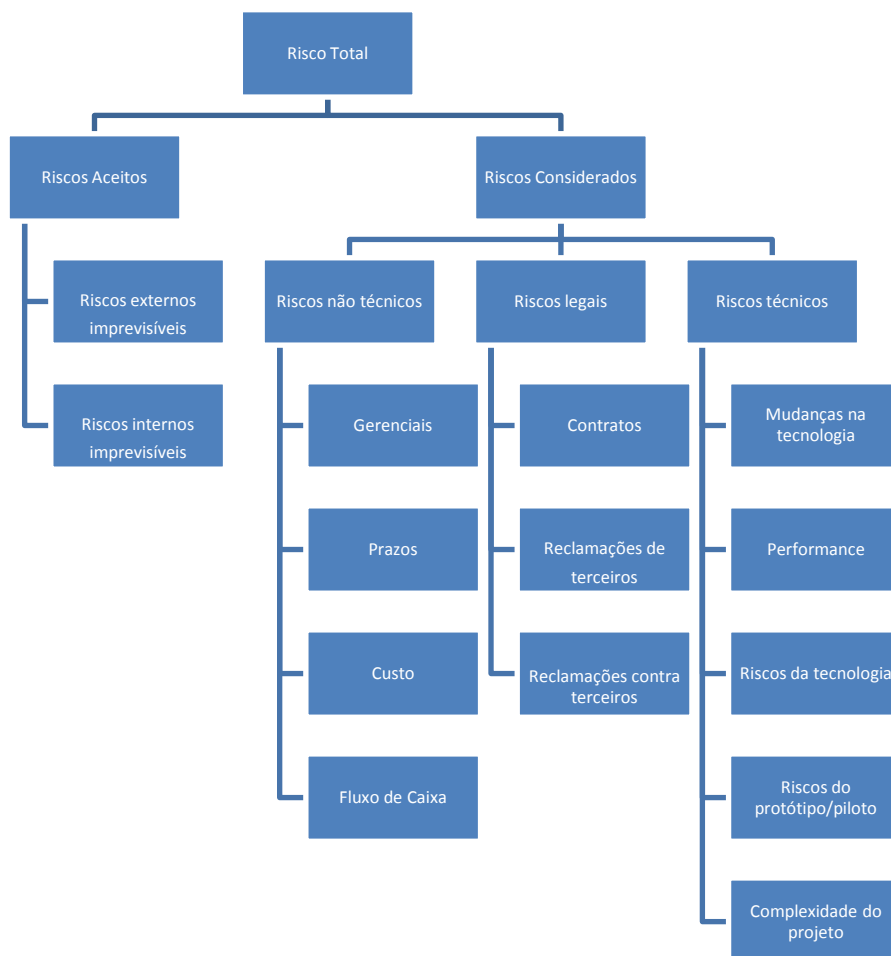 Risco Total
Riscos Aceitos
Riscos Considerados
Riscos externos
imprevisíveis
Riscos não técnicos
Riscos legais
Riscos técnicos
Riscos internos
imprevisíveis
Gerenciais
Contratos
Mudanças na
tecnologia
Prazos
Reclamações de
terceiros
Performance
Custo
Reclamações contra
terceiros
Riscos da tecnologia
Fluxo de Caixa
Riscos do
protótipo/piloto
Complexidade do
projeto